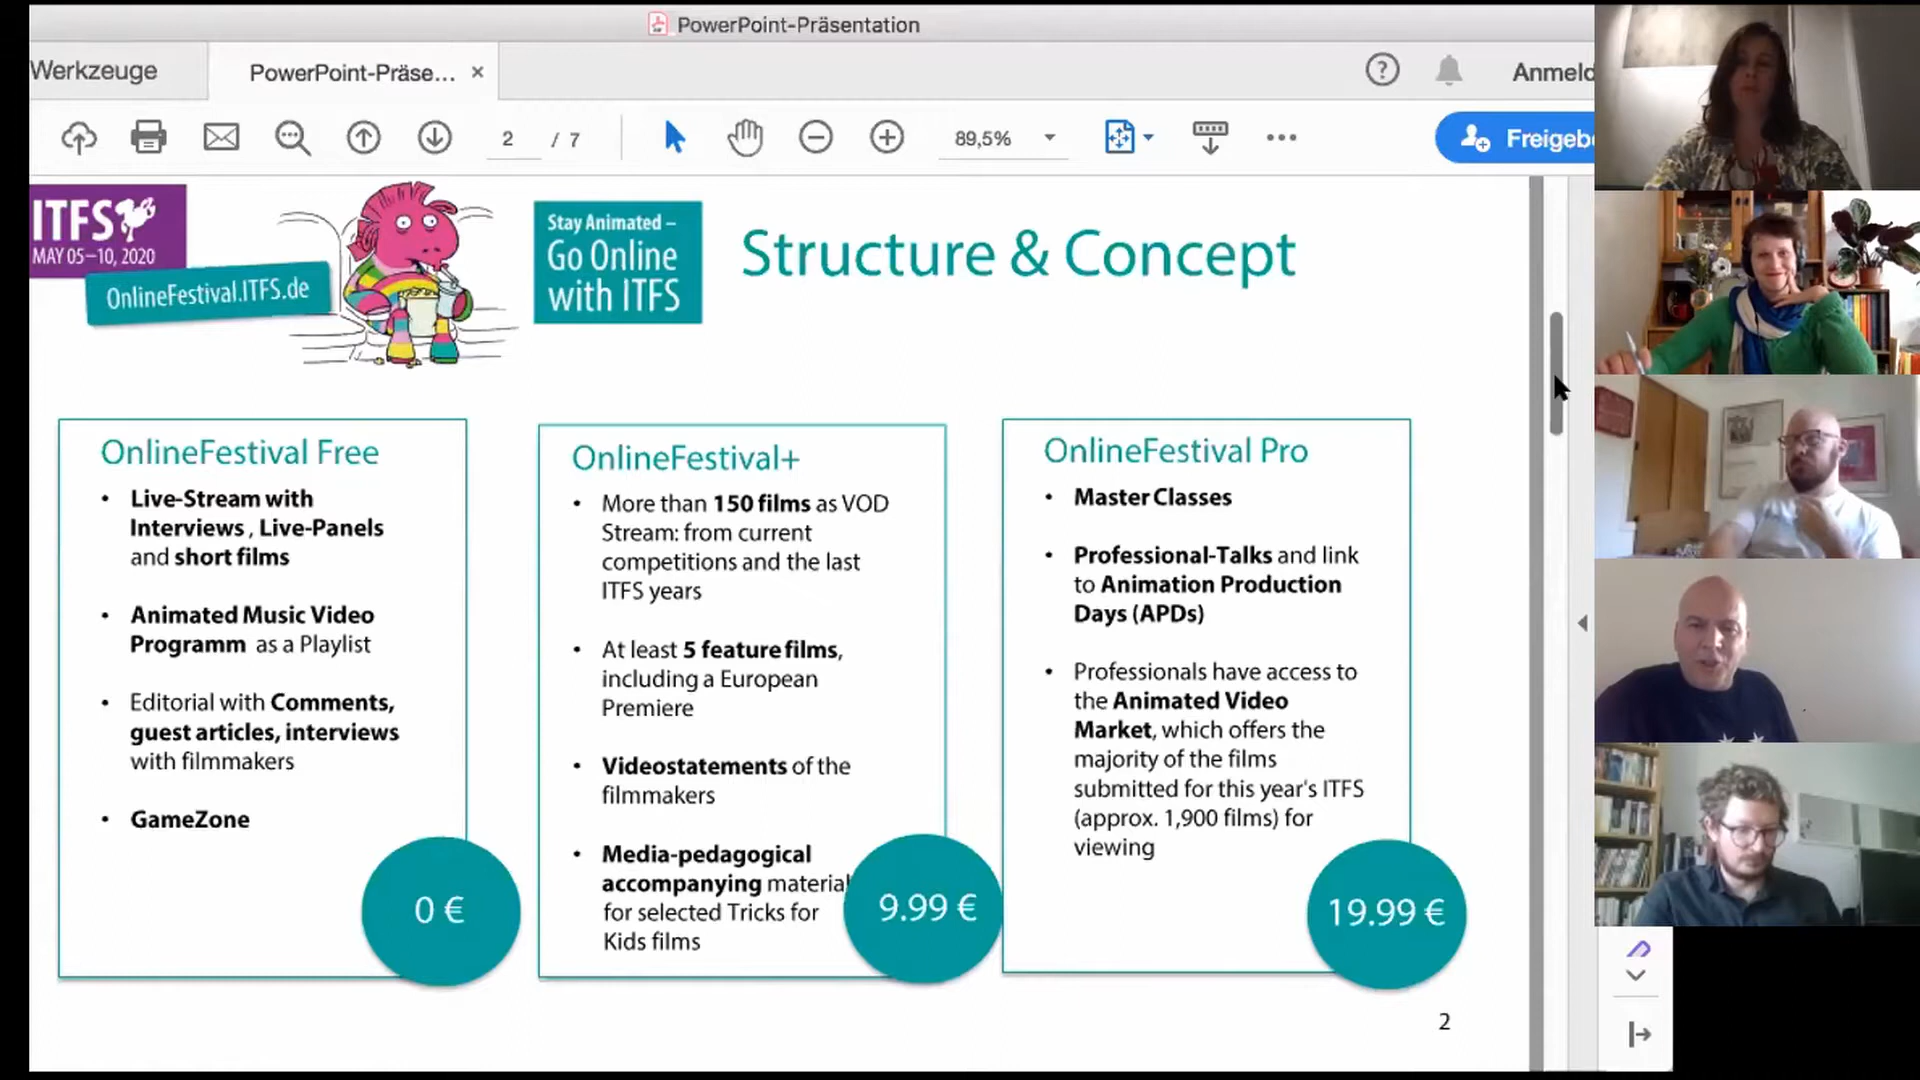 PowerPoint-Präsentation
Werkzeuge
PowerPoint-Präse... ×
Anmeld
2 / 7
89,5%
Freigebe
ITFS
MAY 05–10, 2020
OnlineFestival.ITFS.de
Stay Animated –
Go Online
with ITFS
Structure & Concept
OnlineFestival Free
• Live-Stream with
Interviews , Live-Panels
and short films
• Animated Music Video
Programm as a Playlist
• Editorial with Comments,
guest articles, interviews
with filmmakers
• GameZone
0 €
OnlineFestival+
• More than 150 films as VOD
Stream: from current
competitions and the last
ITFS years
• At least 5 feature films,
including a European
Premiere
• Videostatements of the
filmmakers
• Media-pedagogical
accompanying material
for selected Tricks for
Kids films
9.99 €
OnlineFestival Pro
• Master Classes
• Professional-Talks and link
to Animation Production
Days (APDs)
• Professionals have access to
the Animated Video
Market, which offers the
majority of the films
submitted for this year's ITFS
(approx. 1,900 films) for
viewing
19.99 €
2